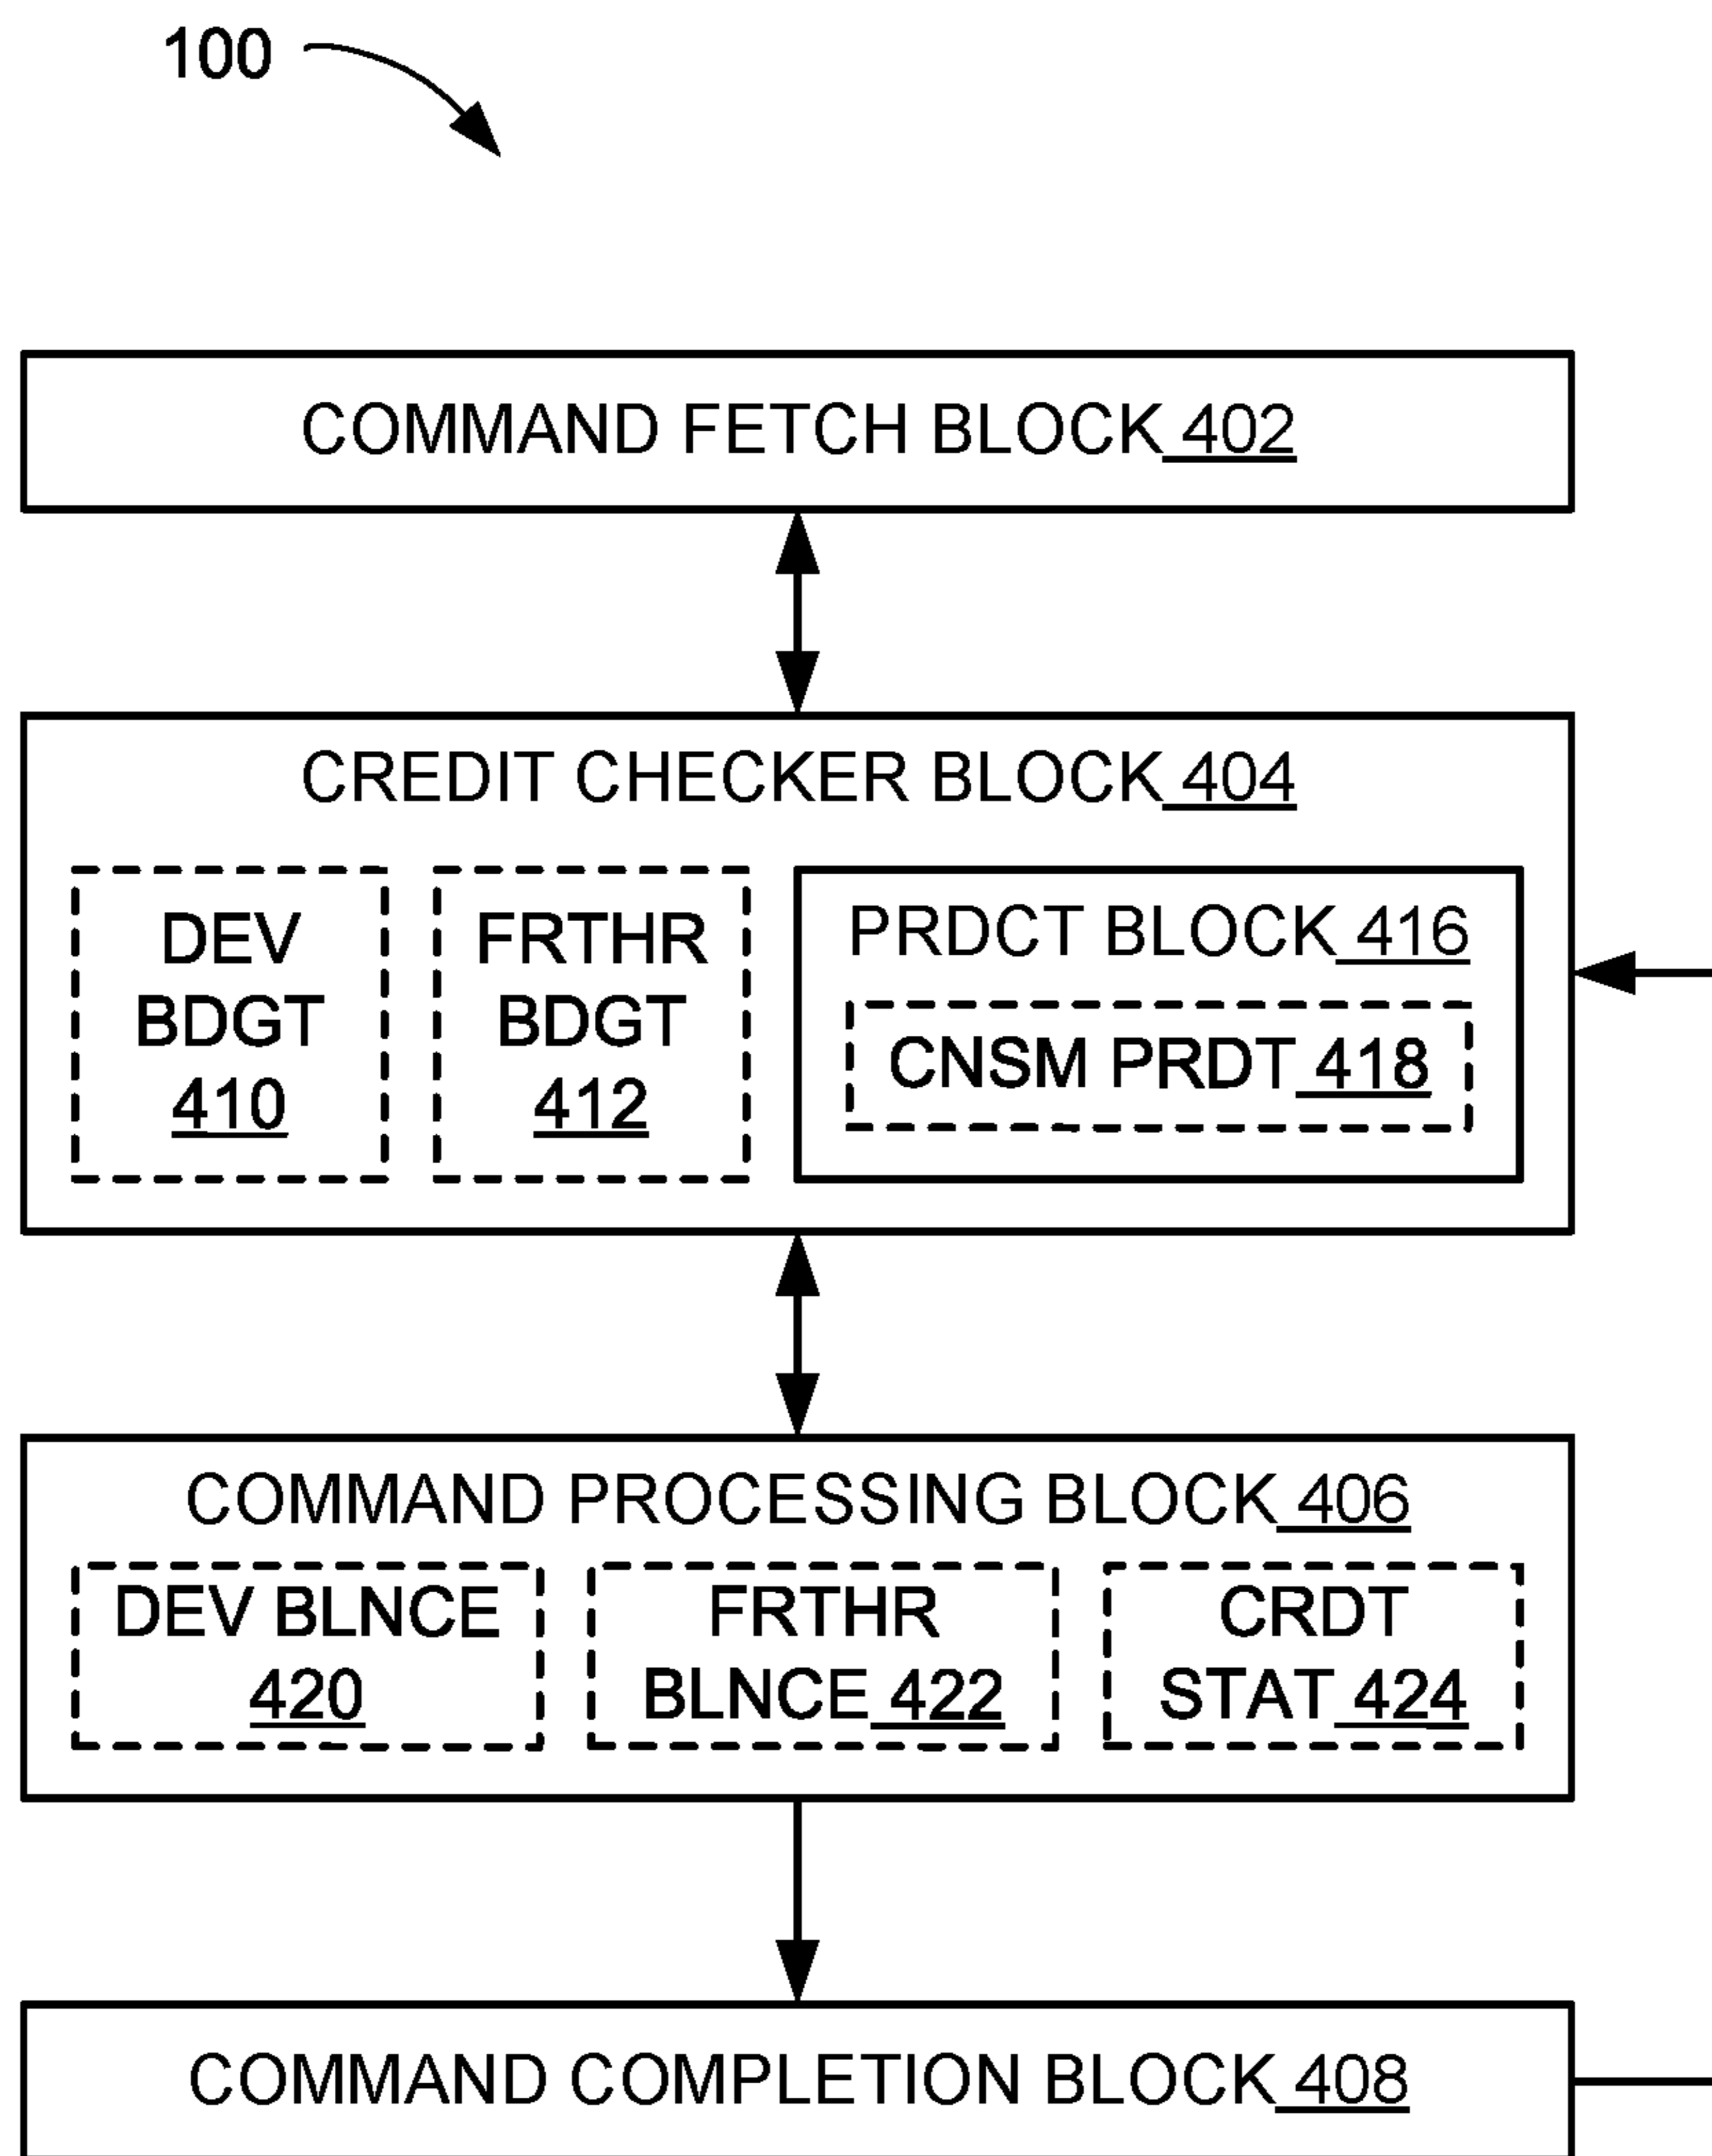 100
COMMAND FETCH BLOCK 402
CREDIT CHECKER BLOCK 404
DEV
BDGT
410
FRTHR
BDGT
412
PRDCT BLOCK 416
CNSM PRDT 418
COMMAND PROCESSING BLOCK 406
DEV BLNCE
420
FRTHR
BLNCE 422
CRDT
STAT 424
COMMAND COMPLETION BLOCK 408